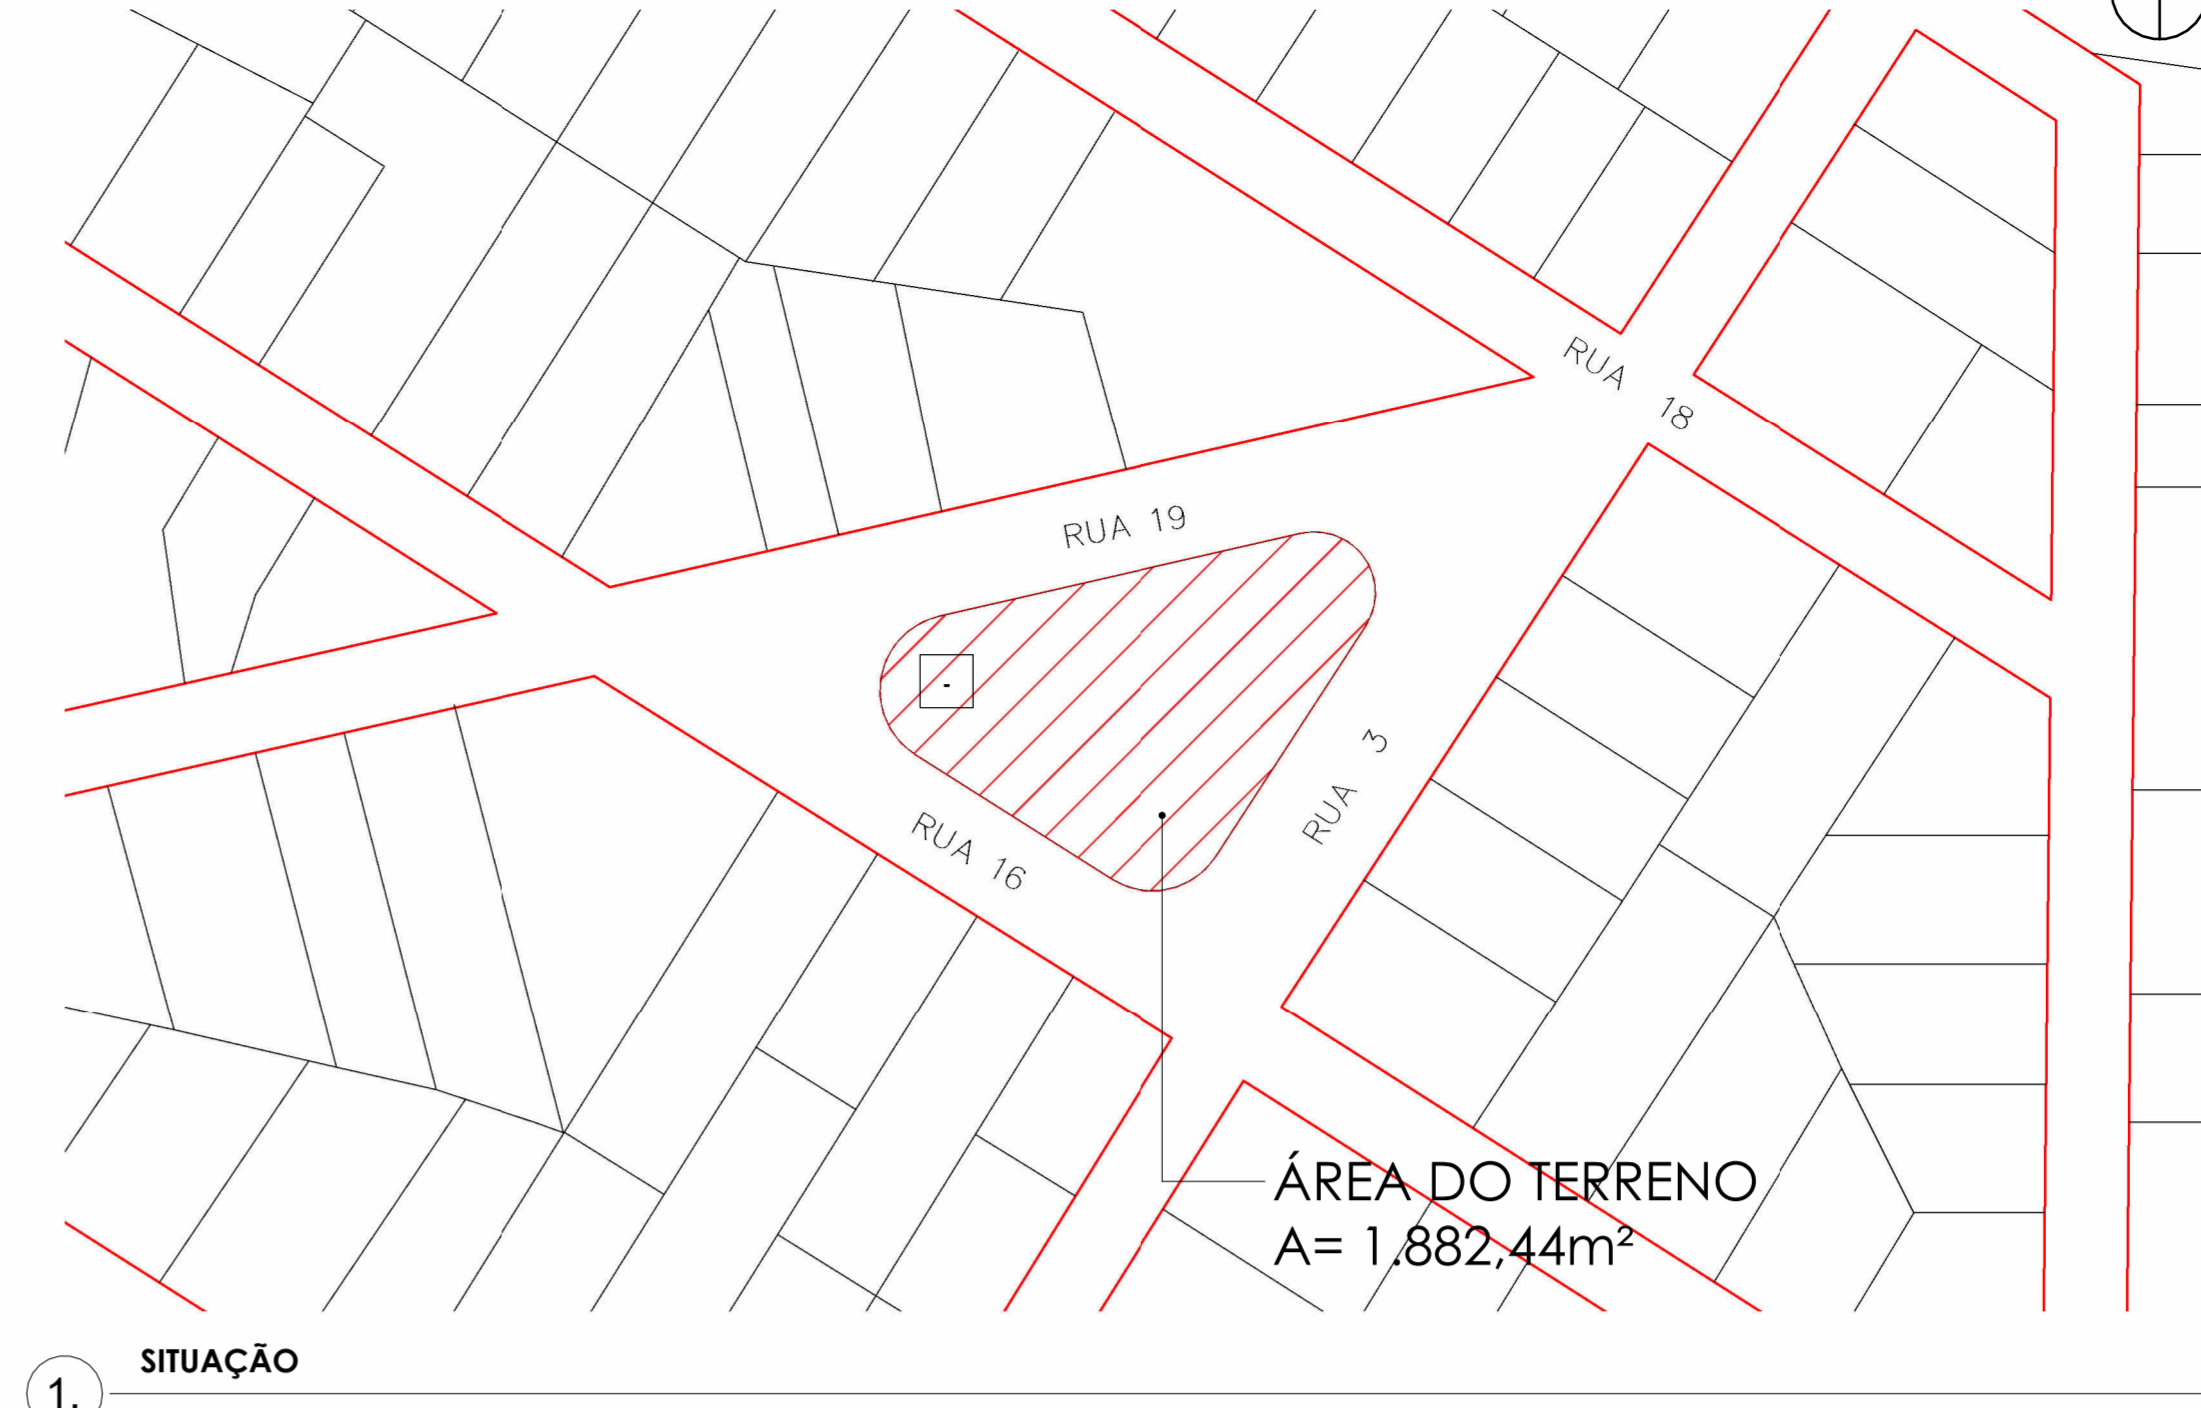 RUA 18
RUA 19
RUA 3
RUA 16
ÁREA DO TERRENO
A= 1.882,44m²
SITUAÇÃO
1.